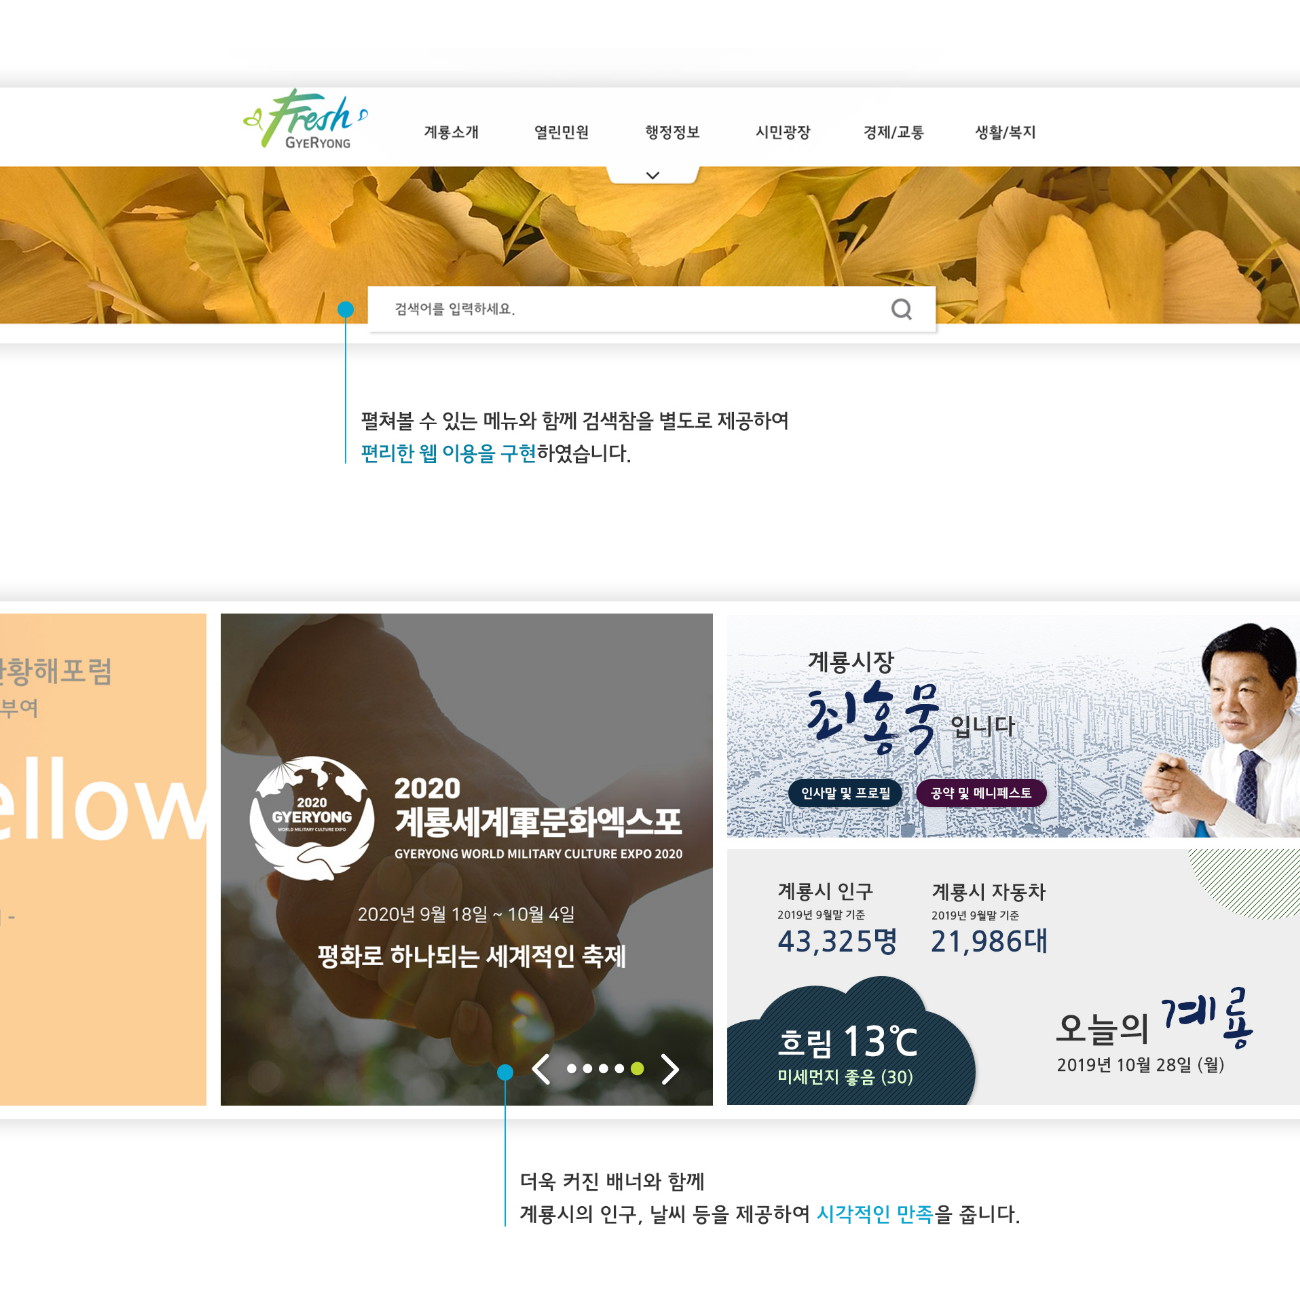 Fresh
GYERYONG
계룡소개
열린민원
행정정보
시민광장
경제/교통
생활/복지
검색어를 입력하세요.
펼쳐볼 수 있는 메뉴와 함께 검색참을 별도로 제공하여
편리한 웹 이용을 구현하였습니다.
황해포럼
부여
ellow
-
2020
GYERYONG
WORLD MILITARY CULTURE EXPO
2020
계룡세계軍문화엑스포
GYERYONG WORLD MILITARY CULTURE EXPO 2020
2020년 9월 18일 ~ 10월 4일
평화로 하나되는 세계적인 축제
계룡시장
최홍묵 입니다
인사말 및 프로필
공약 및 메니페스토
계룡시 인구
2019년 9월말 기준
43,325명
계룡시 자동차
2019년 9월말 기준
21,986대
흐림 13℃
미세먼지 좋음 (30)
오늘의 계룡
2019년 10월 28일 (월)
더욱 커진 배너와 함께
계룡시의 인구, 날씨 등을 제공하여 시각적인 만족을 줍니다.